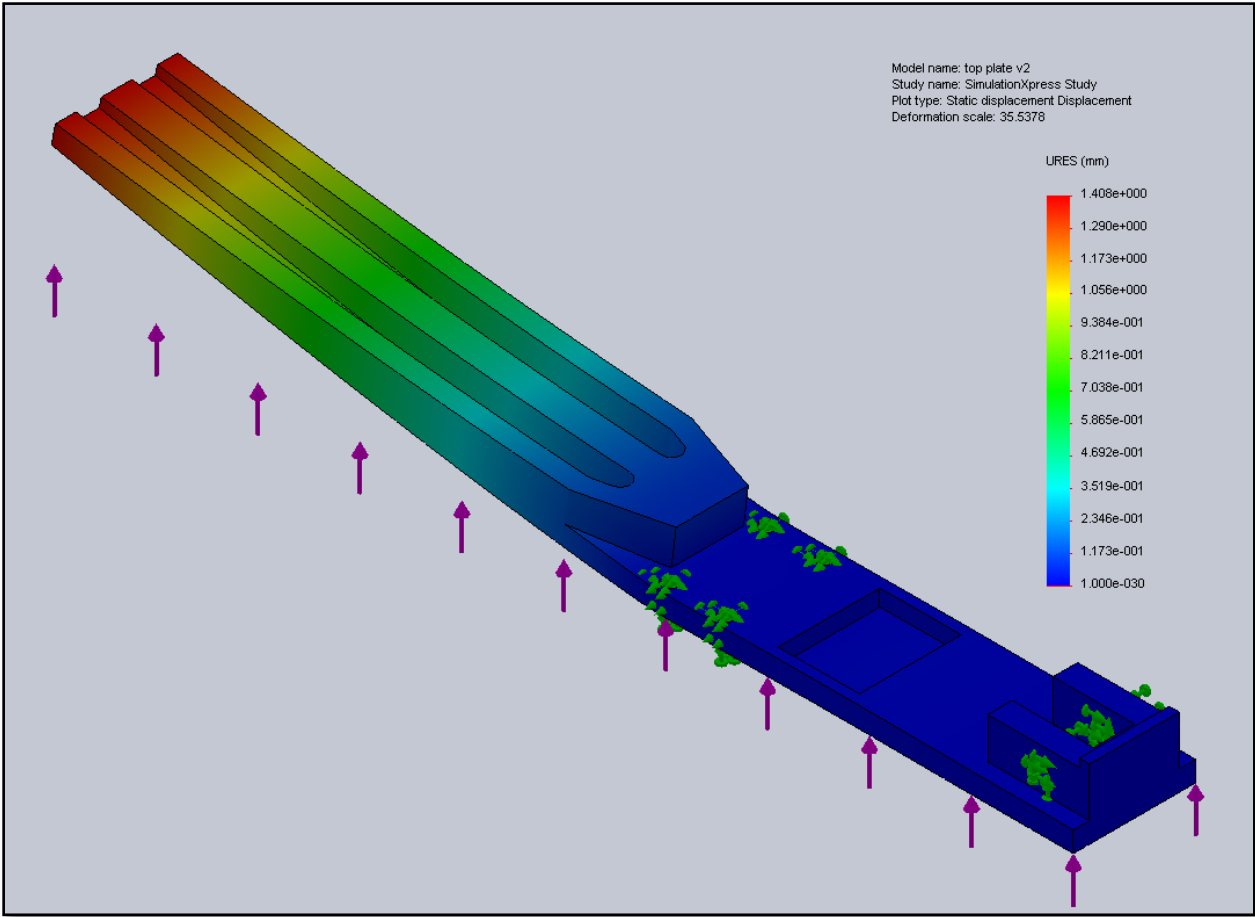 Model name: top plate v2
Study name: SimulationXpress Study
Plot type: Static displacement Displacement
Deformation scale: 35.5378
URES (mm)
1.408e+000
1.290e+000
1.173e+000
1.056e+000
9.384e-001
8.211e-001
7.038e-001
5.865e-001
4.692e-001
3.519e-001
2.346e-001
1.173e-001
1.000e-030